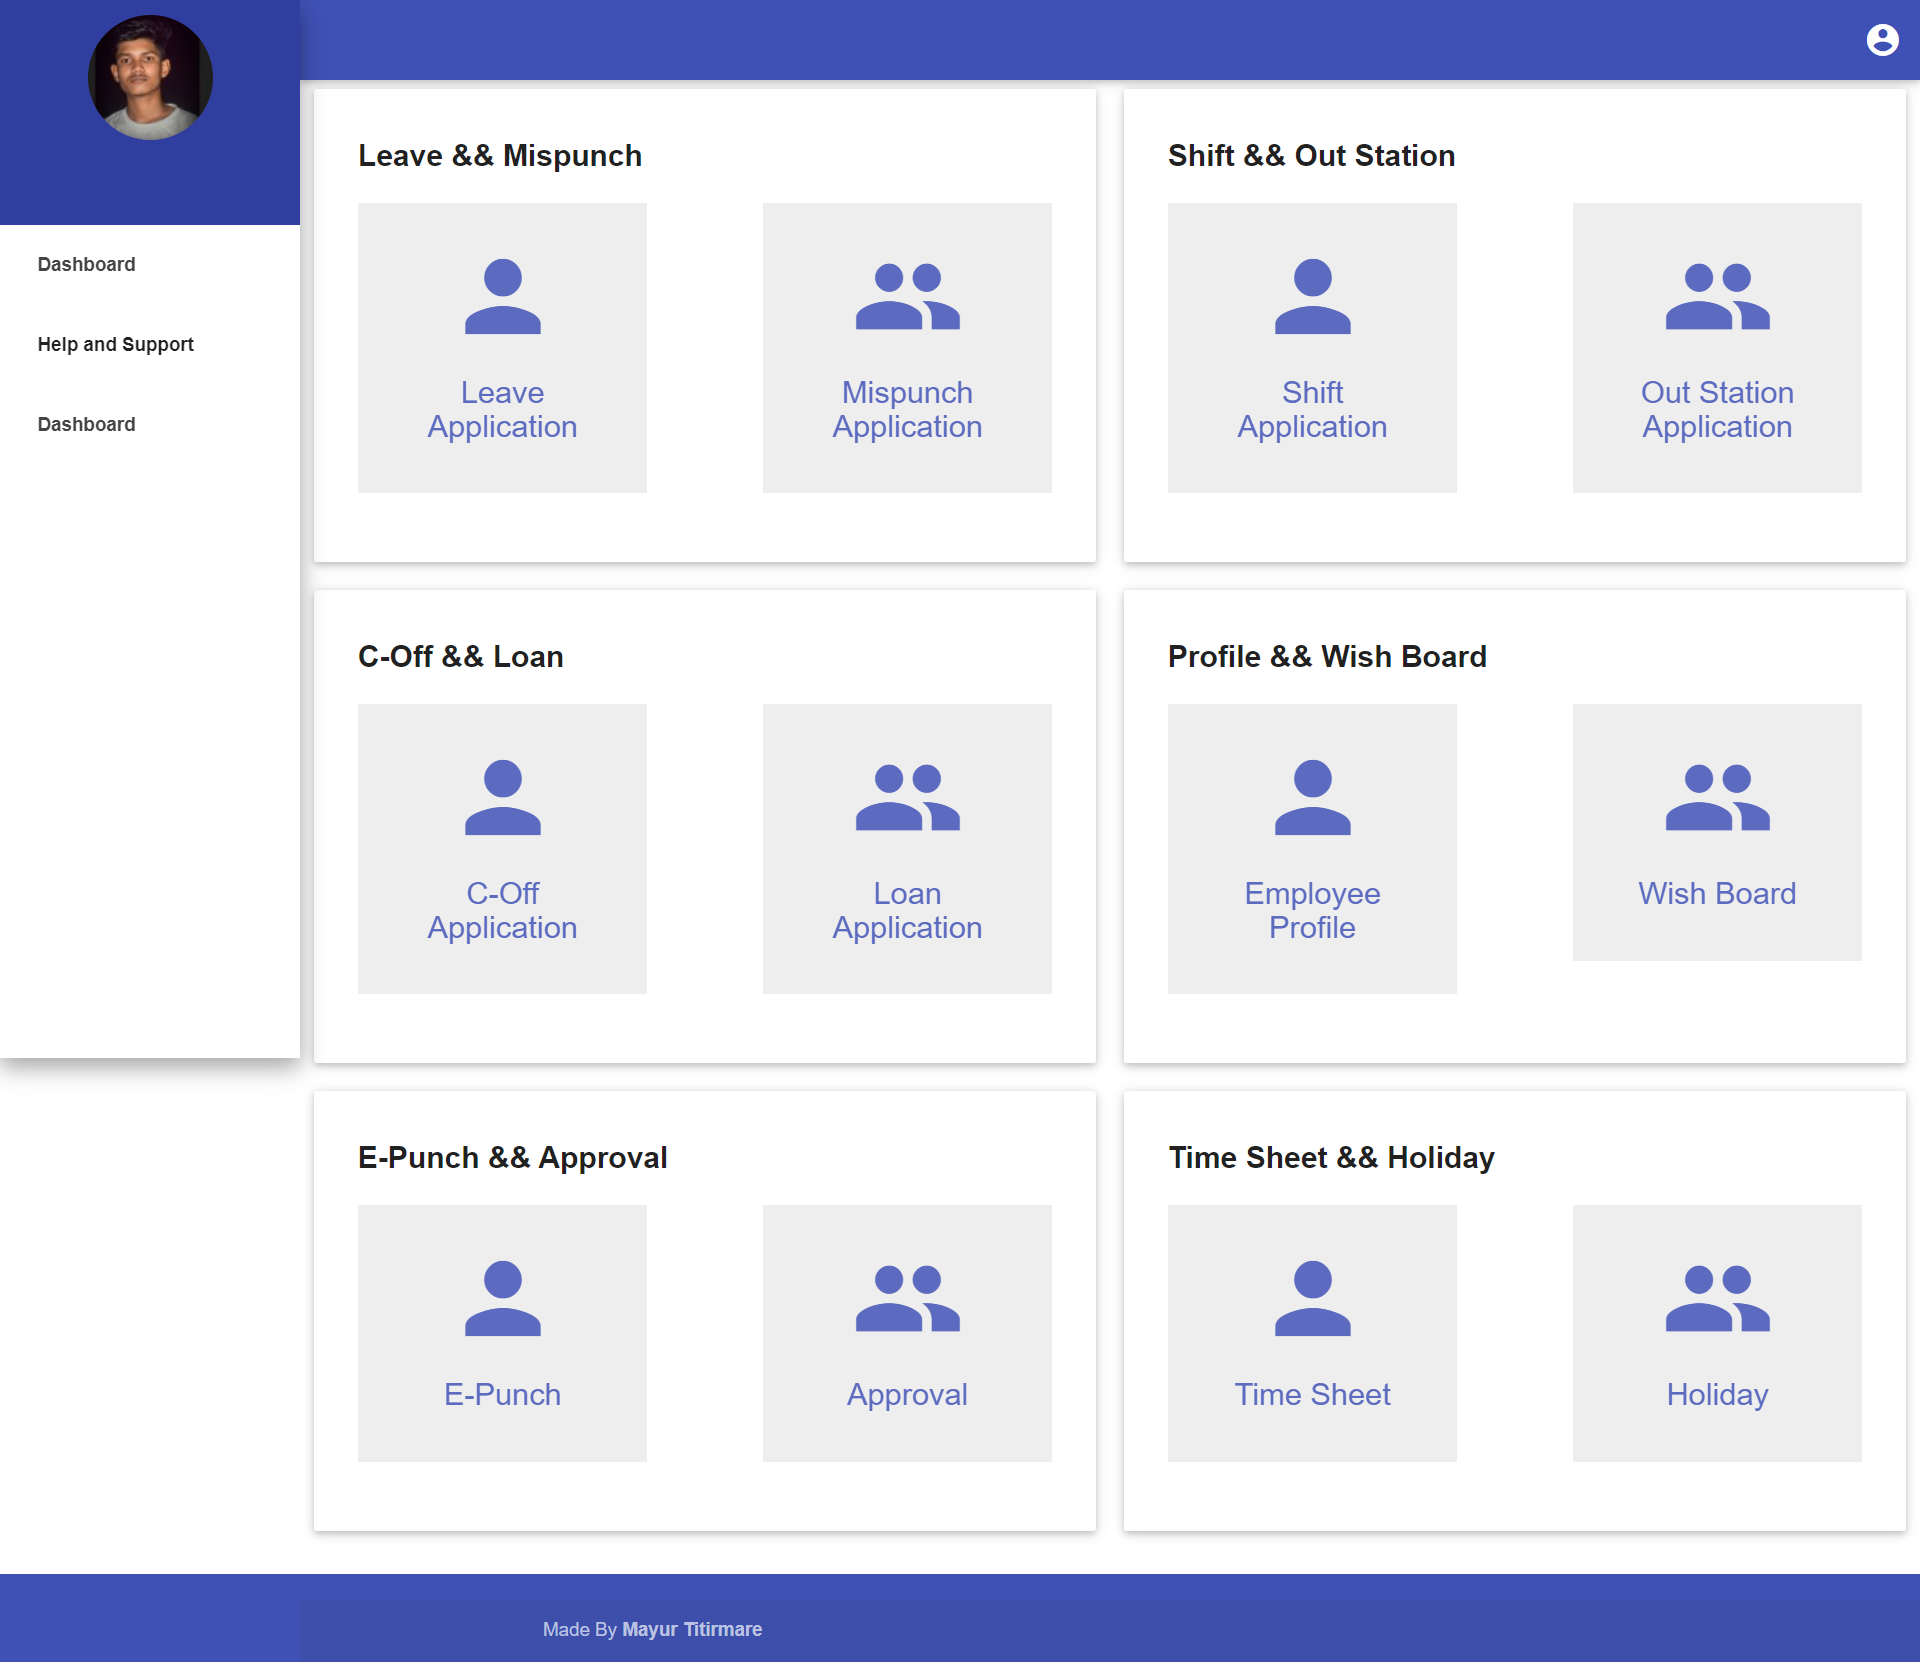 Dashboard
Help and Support
Dashboard
Leave && Mispunch
Leave
Application
Mispunch
Application
Shift && Out Station
Shift
Application
Out Station
Application
C-Off && Loan
C-Off
Application
Loan
Application
Profile && Wish Board
Employee
Profile
Wish Board
E-Punch && Approval
E-Punch
Approval
Time Sheet && Holiday
Time Sheet
Holiday
Made By Mayur Titirmare